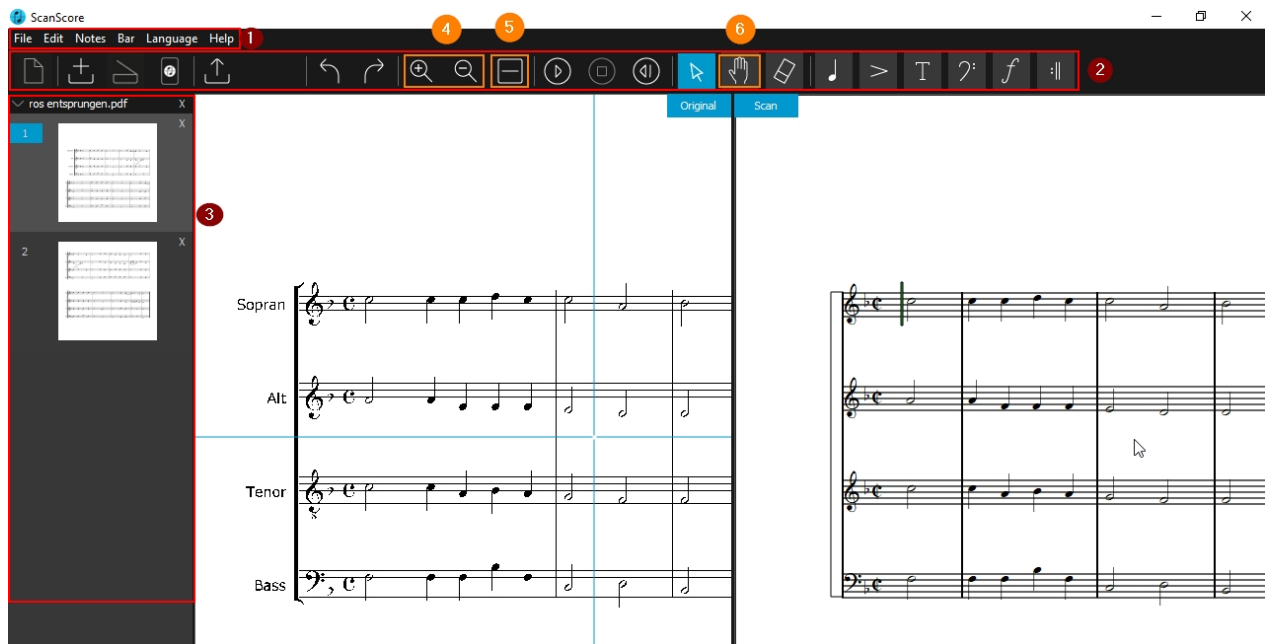 ScanScore
4 5 6
File Edit Notes Bar Language Help 1
T f 2
ros entsprungen.pdf X
Original Scan
1 X
3
2 X
Sopran
Alt
Tenor
8
Bass